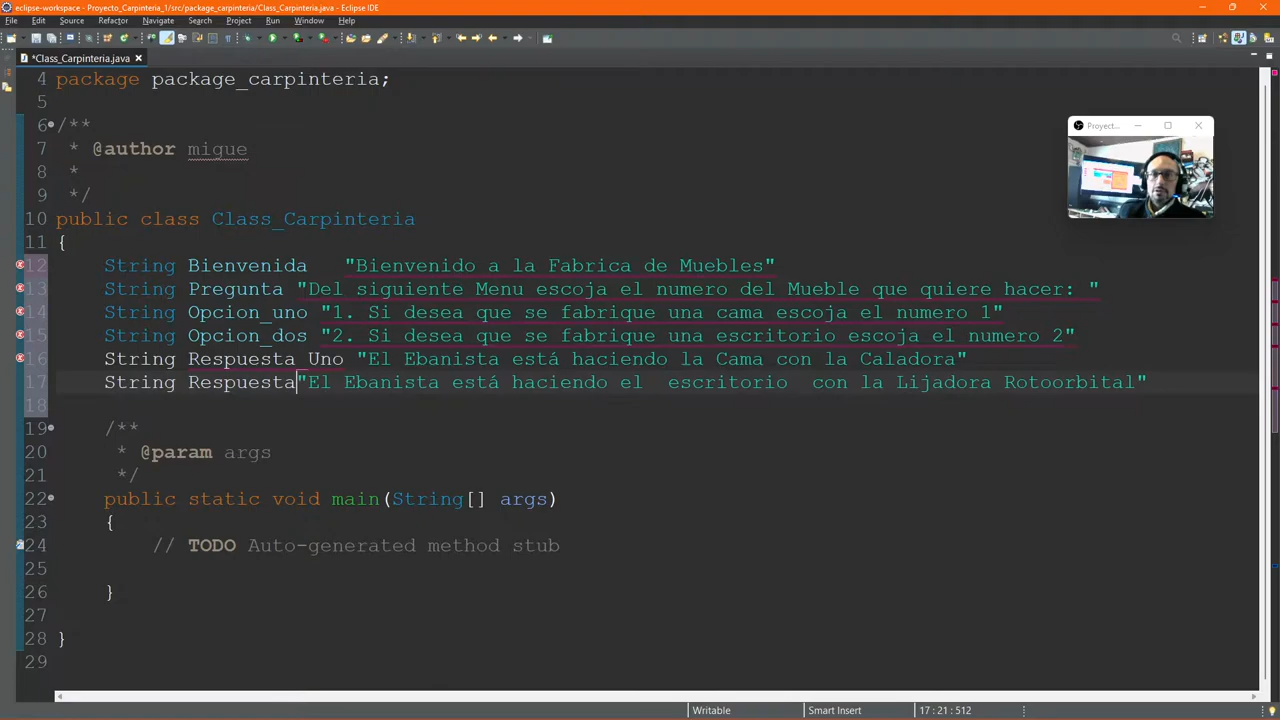 eclipse-workspace - Proyecto_Carpinteria_1/src/package_carpinteria/Class_Carpinteria.java - Eclipse IDE
File Edit Source Refactor Navigate Search Project Run Window Help
*Class_Carpinteria.java
4 package package_carpinteria;
5
6 /**
7 * @author migue
8 *
9 */
10 public class Class_Carpinteria
11 {
12 String Bienvenida "Bienvenido a la Fabrica de Muebles"
13 String Pregunta "Del siguiente Menu escoja el numero del Mueble que quiere hacer: "
14 String Opcion_uno "1. Si desea que se fabrique una cama escoja el numero 1"
15 String Opcion_dos "2. Si desea que se fabrique una escritorio escoja el numero 2"
16 String Respuesta_Uno "El Ebanista está haciendo la Cama con la Caladora"
17 String Respuesta"El Ebanista está haciendo el escritorio con la Lijadora Rotoorbital"
18
19 /**
20 * @param args
21 */
22 public static void main(String[] args)
23 {
24 // TODO Auto-generated method stub
25
26 }
27
28 }
29
Proyect...
Writable Smart Insert 17 : 21 : 512